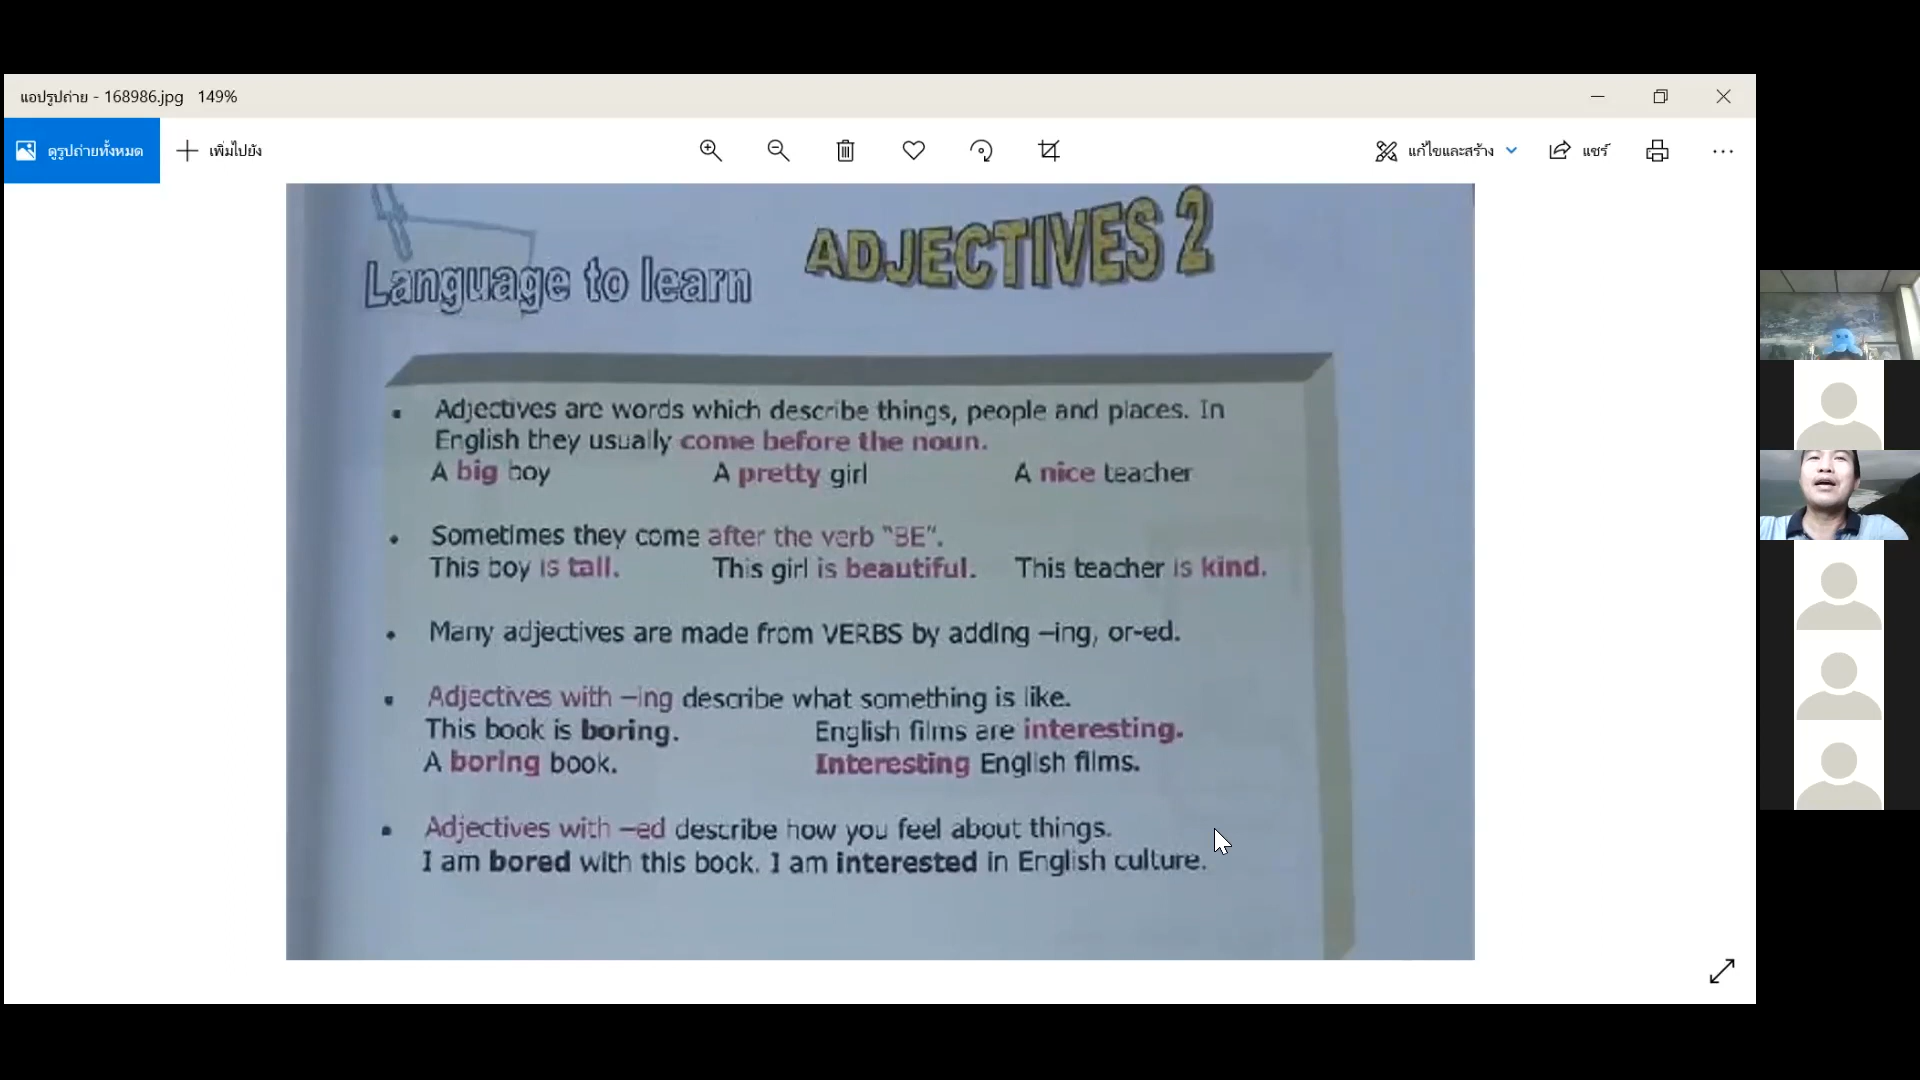 แอปรูปถ่าย - 168986.jpg 149%
ดูรูปถ่ายทั้งหมด
เพิ่มไปยัง
แก้ไขและสร้าง
แชร์
Language to learn
ADJECTIVES 2
Adjectives are words which describe things, people and places. In
English they usually come before the noun.
A big boy A pretty girl A nice teacher
Sometimes they come after the verb "BE".
This boy is tall. This girl is beautiful. This teacher is kind.
Many adjectives are made from VERBS by adding –ing, or-ed.
Adjectives with –ing describe what something is like.
This book is boring. English films are interesting.
A boring book. Interesting English films.
Adjectives with –ed describe how you feel about things.
I am bored with this book. I am interested in English culture.